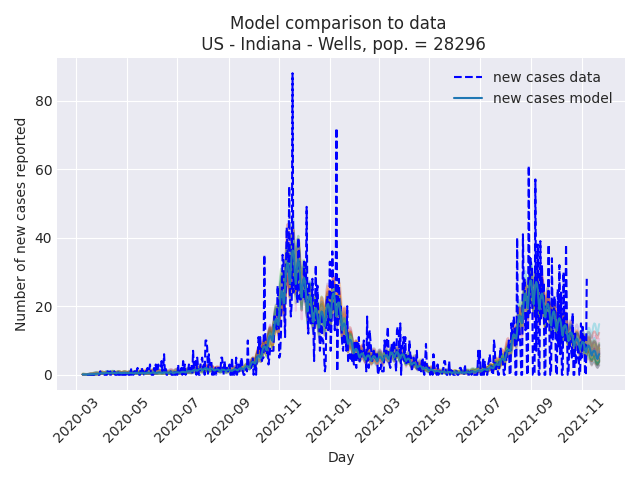 Model comparison to data
US - Indiana - Wells, pop. = 28296
new cases data
new cases model
Number of new cases reported
80
60
40
20
0
2020-03
2020-05
2020-07
2020-09
2020-11
2021-01
2021-03
2021-05
2021-07
2021-09
2021-11
Day